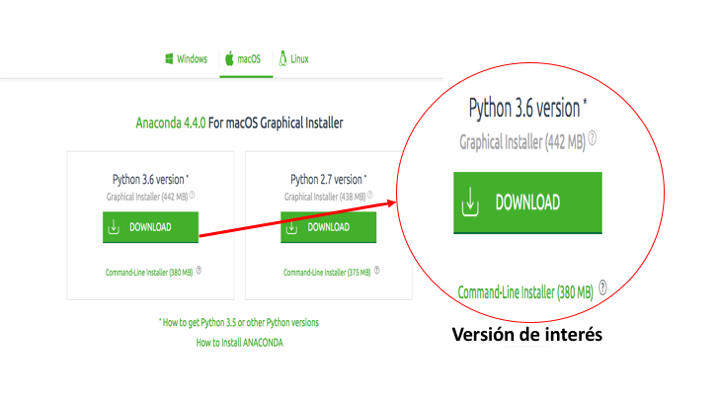 Windows
macOS
Linux
Anaconda 4.4.0 For macOS Graphical Installer
Python 3.6 version *
Graphical Installer (442 MB) ?
DOWNLOAD
Command-Line Installer (380 MB) ?
Python 2.7 version *
Graphical Installer (438 MB) ?
DOWNLOAD
Command-Line Installer (375 MB) ?
* How to get Python 3.5 or other Python versions
How to Install ANACONDA
Python 3.6 version *
Graphical Installer (442 MB) ?
DOWNLOAD
Command-Line Installer (380 MB) ?
Versión de interés